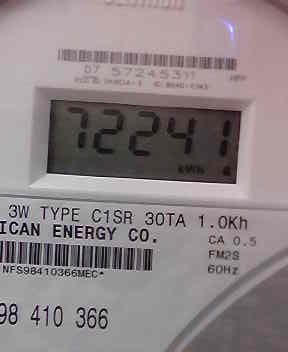 D7 57245311
72241
KWH
3W TYPE C1SR 30TA 1.0Kh
ICAN ENERGY CO.
CA 0.5
FM2S
60Hz
NFS98410366MEC*
98 410 366